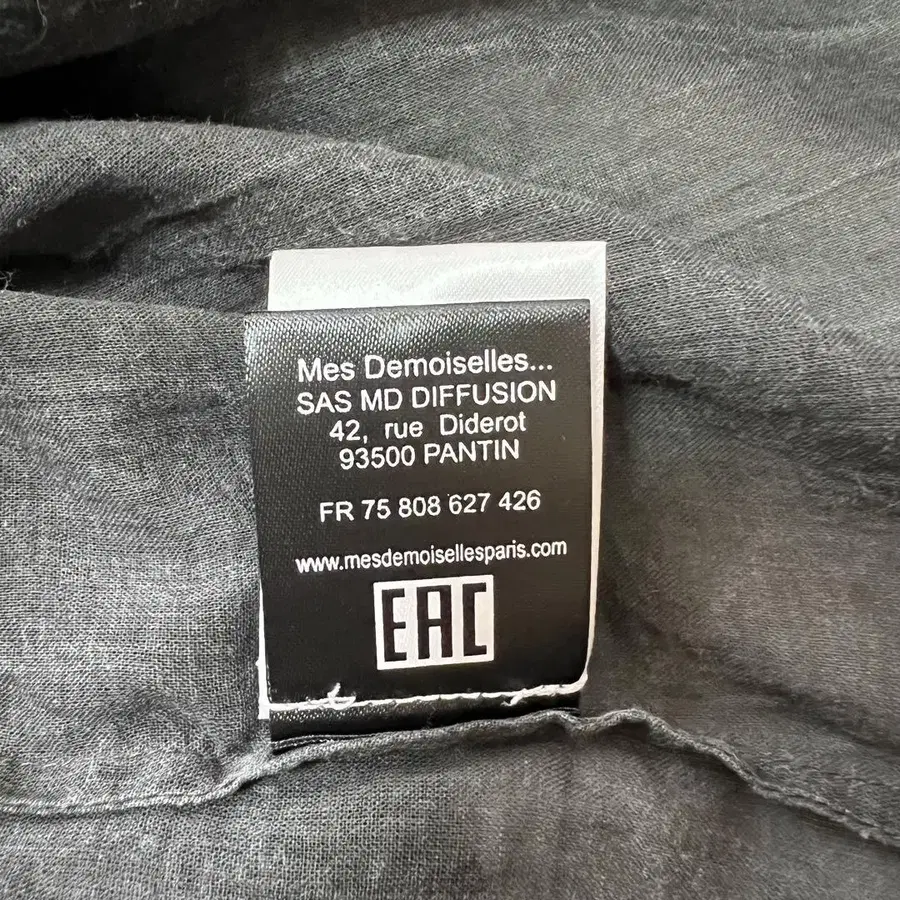 Mes Demoiselles...
SAS MD DIFFUSION
42, rue Diderot
93500 PANTIN
FR 75 808 627 426
www.mesdemoisellesparis.com
EAC